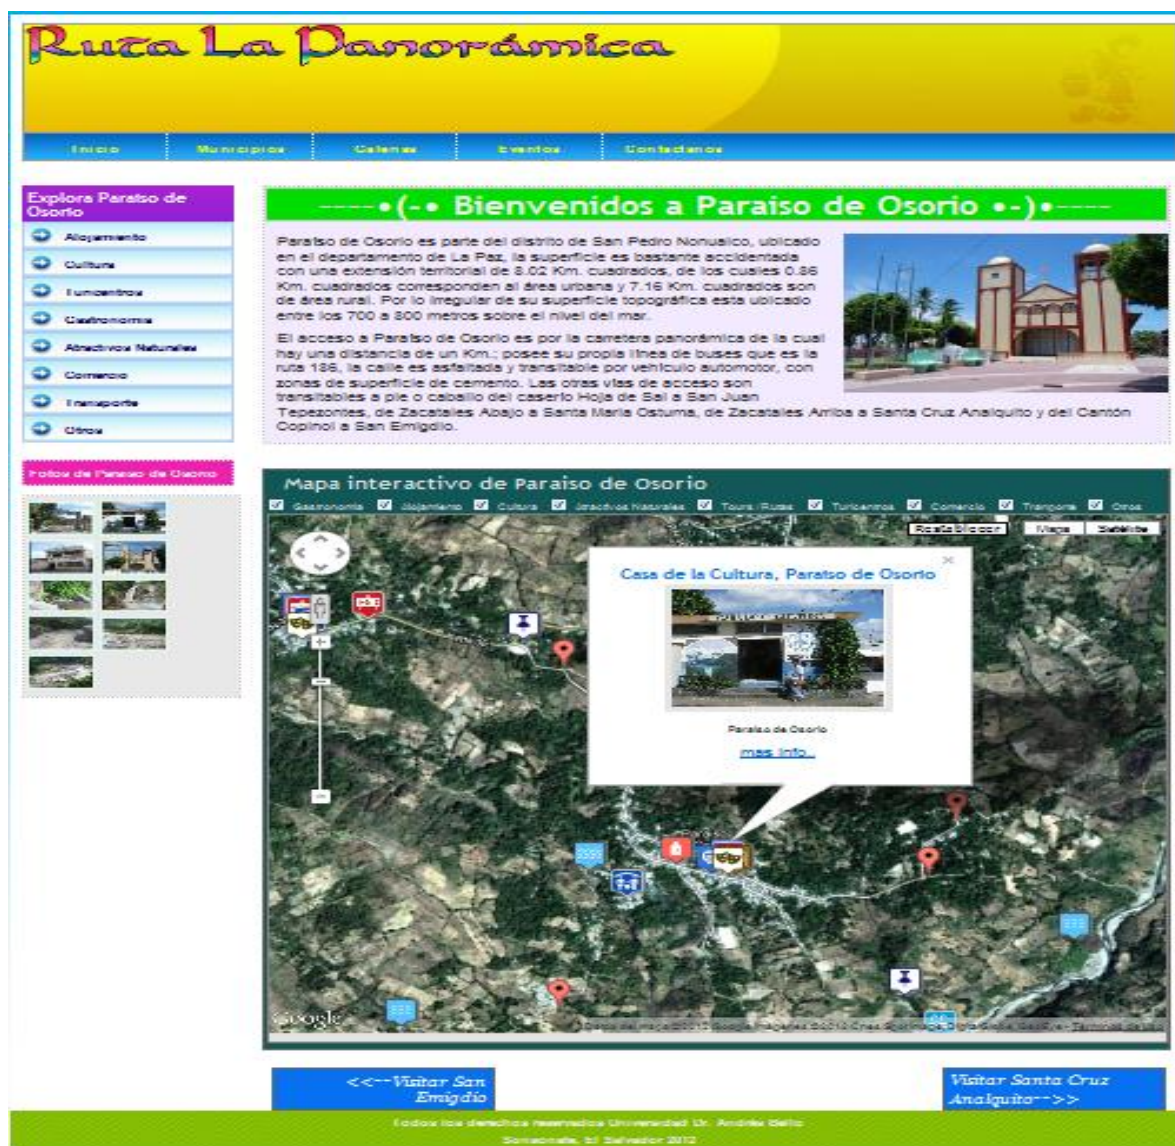 Ruta La Panorámica
Inicio Municipios Galerias Eventos Contactanos
Explora Paraiso de
Osorio
Alojamiento
Cultura
Turicentros
Gastronomia
Atractivos Naturales
Comercio
Transporte
Otros
Fotos de Paraiso de Osorio
----•(-• Bienvenidos a Paraiso de Osorio •-)•----
Paraíso de Osorio es parte del distrito de San Pedro Nonualco, ubicado
en el departamento de La Paz, la superficie es bastante accidentada
con una extensión territorial de 8.02 Km. cuadrados, de los cuales 0.86
Km. cuadrados corresponden al área urbana y 7.16 Km. cuadrados son
de área rural. Por lo irregular de su superficie topográfica esta ubicado
entre los 700 a 800 metros sobre el nivel del mar.
El acceso a Paraíso de Osorio es por la carretera panorámica de la cual
hay una distancia de un Km.; posee su propia línea de buses que es la
ruta 186, la calle es asfaltada y transitable por vehículo automotor, con
zonas de superficie de cemento. Las otras vías de acceso son
transitables a pie o caballo del caserío Hoja de Sal a San Juan
Tepezontes, de Zacatales Abajo a Santa María Ostuma, de Zacatales Arriba a Santa Cruz Analquito y del Cantón
Copinol a San Emigdio.
Mapa interactivo de Paraiso de Osorio
Gastronomia Alojamiento Cultura Atractivos Naturales Tours /Rutas Turicentros Comercio Transporte Otros
Restablecer Mapa Satélite
Casa de la Cultura, Paraiso de Osorio
Paraiso de Osorio
mas info..
Google
<<--Visitar San
Emigdio
Visitar Santa Cruz
Analquito-->>
Todos los derechos reservados Universidad Dr. Andrés Bello
Sonsonate, El Salvador 2012